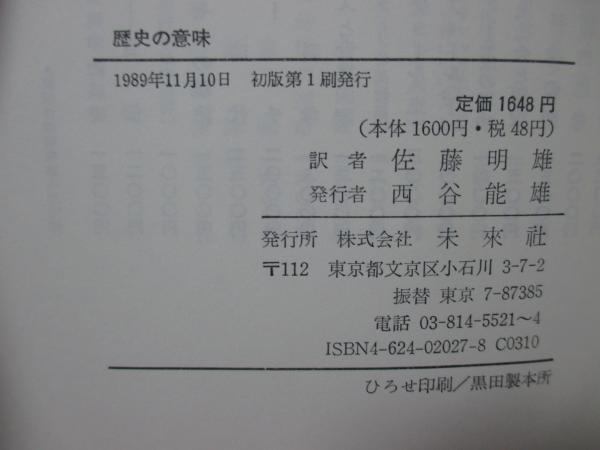 歴史の意味
1989年11月10日 初版第1刷発行
定価 1648 円
(本体 1600円・税 48円)
訳者 佐藤明雄
発行者 西谷能雄
発行所 株式会社 未來社
〒112 東京都文京区小石川 3-7-2
振替 東京 7-87385
電話 03-814-5521〜4
ISBN4-624-02027-8 C0310
ひろせ印刷/黒田製本所